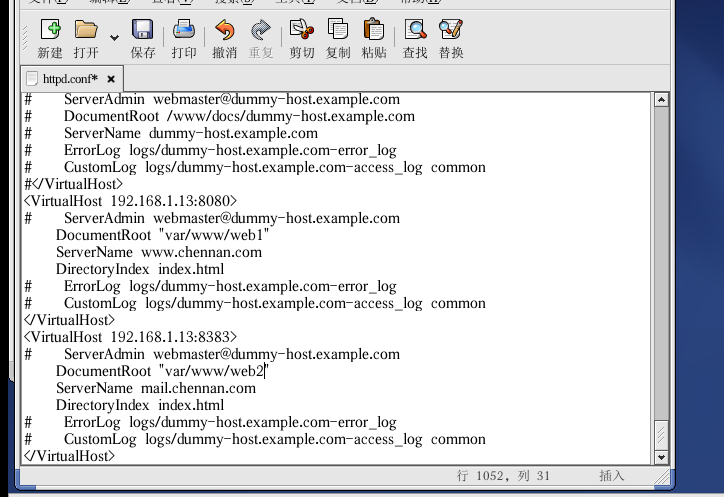 新建 打开 保存 打印 撤消 重复 剪切 复制 粘贴 查找 替换
httpd.conf*
#       ServerAdmin webmaster@dummy-host.example.com
#       DocumentRoot /www/docs/dummy-host.example.com
#       ServerName dummy-host.example.com
#       ErrorLog logs/dummy-host.example.com-error_log
#       CustomLog logs/dummy-host.example.com-access_log common
#</VirtualHost>
<VirtualHost 192.168.1.13:8080>
#       ServerAdmin webmaster@dummy-host.example.com
DocumentRoot "var/www/web1"
ServerName www.chennan.com
DirectoryIndex index.html
#       ErrorLog logs/dummy-host.example.com-error_log
#       CustomLog logs/dummy-host.example.com-access_log common
</VirtualHost>
<VirtualHost 192.168.1.13:8383>
#       ServerAdmin webmaster@dummy-host.example.com
DocumentRoot "var/www/web2"
ServerName mail.chennan.com
DirectoryIndex index.html
#       ErrorLog logs/dummy-host.example.com-error_log
#       CustomLog logs/dummy-host.example.com-access_log common
</VirtualHost>
行 1052, 列 31 插入